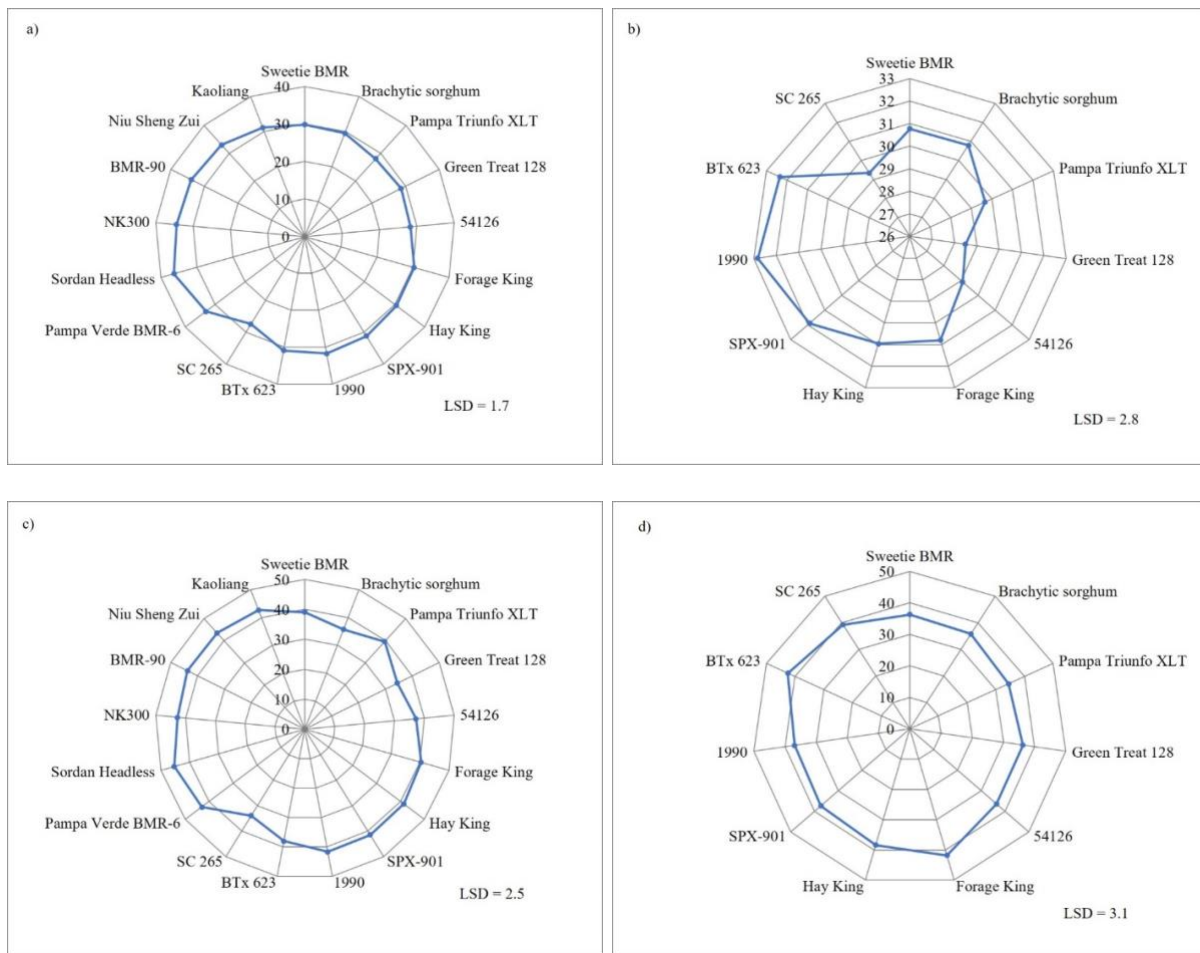 a)
Sweetie BMR
Brachytic sorghum
Pampa Triunfo XLT
Green Treat 128
54126
Forage King
Hay King
SPX-901
1990
BTx 623
SC 265
Pampa Verde BMR-6
Sordan Headless
NK300
BMR-90
Niu Sheng Zui
Kaoliang
40
30
20
10
0
LSD = 1.7
b)
Sweetie BMR
Brachytic sorghum
Pampa Triunfo XLT
Green Treat 128
54126
Forage King
Hay King
SPX-901
1990
BTx 623
SC 265
33
32
31
30
29
28
27
26
LSD = 2.8
c)
Sweetie BMR
Brachytic sorghum
Pampa Triunfo XLT
Green Treat 128
54126
Forage King
Hay King
SPX-901
1990
BTx 623
SC 265
Pampa Verde BMR-6
Sordan Headless
NK300
BMR-90
Niu Sheng Zui
Kaoliang
50
40
30
20
10
0
LSD = 2.5
d)
Sweetie BMR
Brachytic sorghum
Pampa Triunfo XLT
Green Treat 128
54126
Forage King
Hay King
SPX-901
1990
BTx 623
SC 265
50
40
30
20
10
0
LSD = 3.1